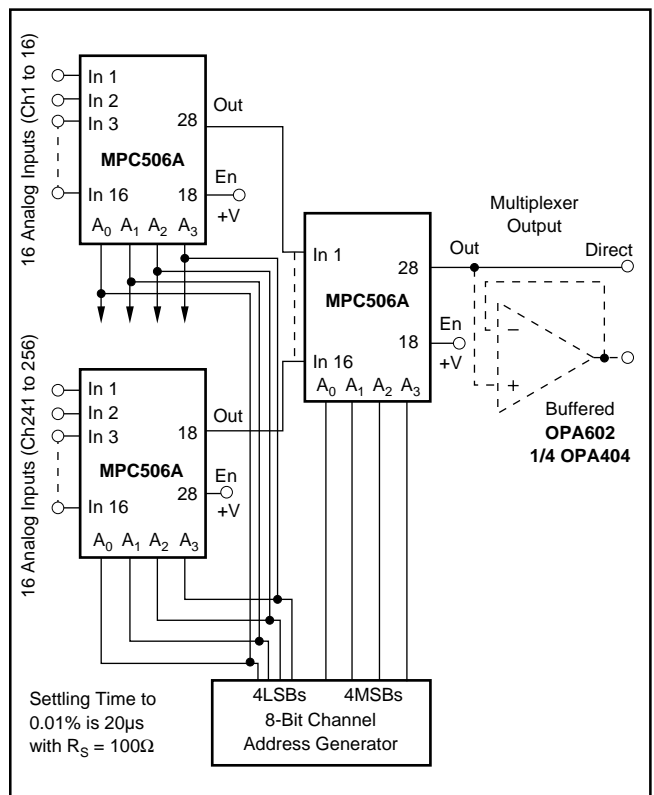 16 Analog Inputs (Ch1 to 16)
In 1
In 2
In 3
In 16
MPC506A
28
Out
18
En
+V
A0 A1 A2 A3
16 Analog Inputs (Ch241 to 256)
In 1
In 2
In 3
In 16
MPC506A
18
Out
28
En
+V
A0 A1 A2 A3
In 1
In 16
MPC506A
28
Out
18
En
+V
A0 A1 A2 A3
Multiplexer
Output
Direct
−
+
Buffered
OPA602
1/4 OPA404
4LSBs 4MSBs
8-Bit Channel
Address Generator
Settling Time to
0.01% is 20µs
with RS = 100Ω